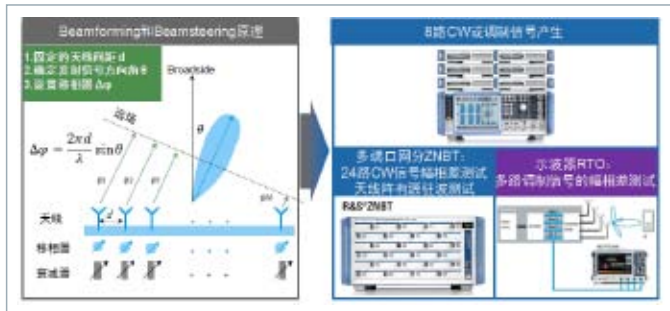 Beamforming和Beamsteering原理
1.固定的天线间距 d
2.确定发射信号方向角 θ
3.设置移相器 Δφ
Broadside
远场
θ
Δφ = 2πd/λ sinθ
天线
d
移相器
衰减器
8路CW或调制信号产生
多端口网分ZNBT:
24路CW信号幅相差测试
天线阵有源驻波测试
R&S®ZNBT
示波器RTO:
多路调制信号的幅相差测试